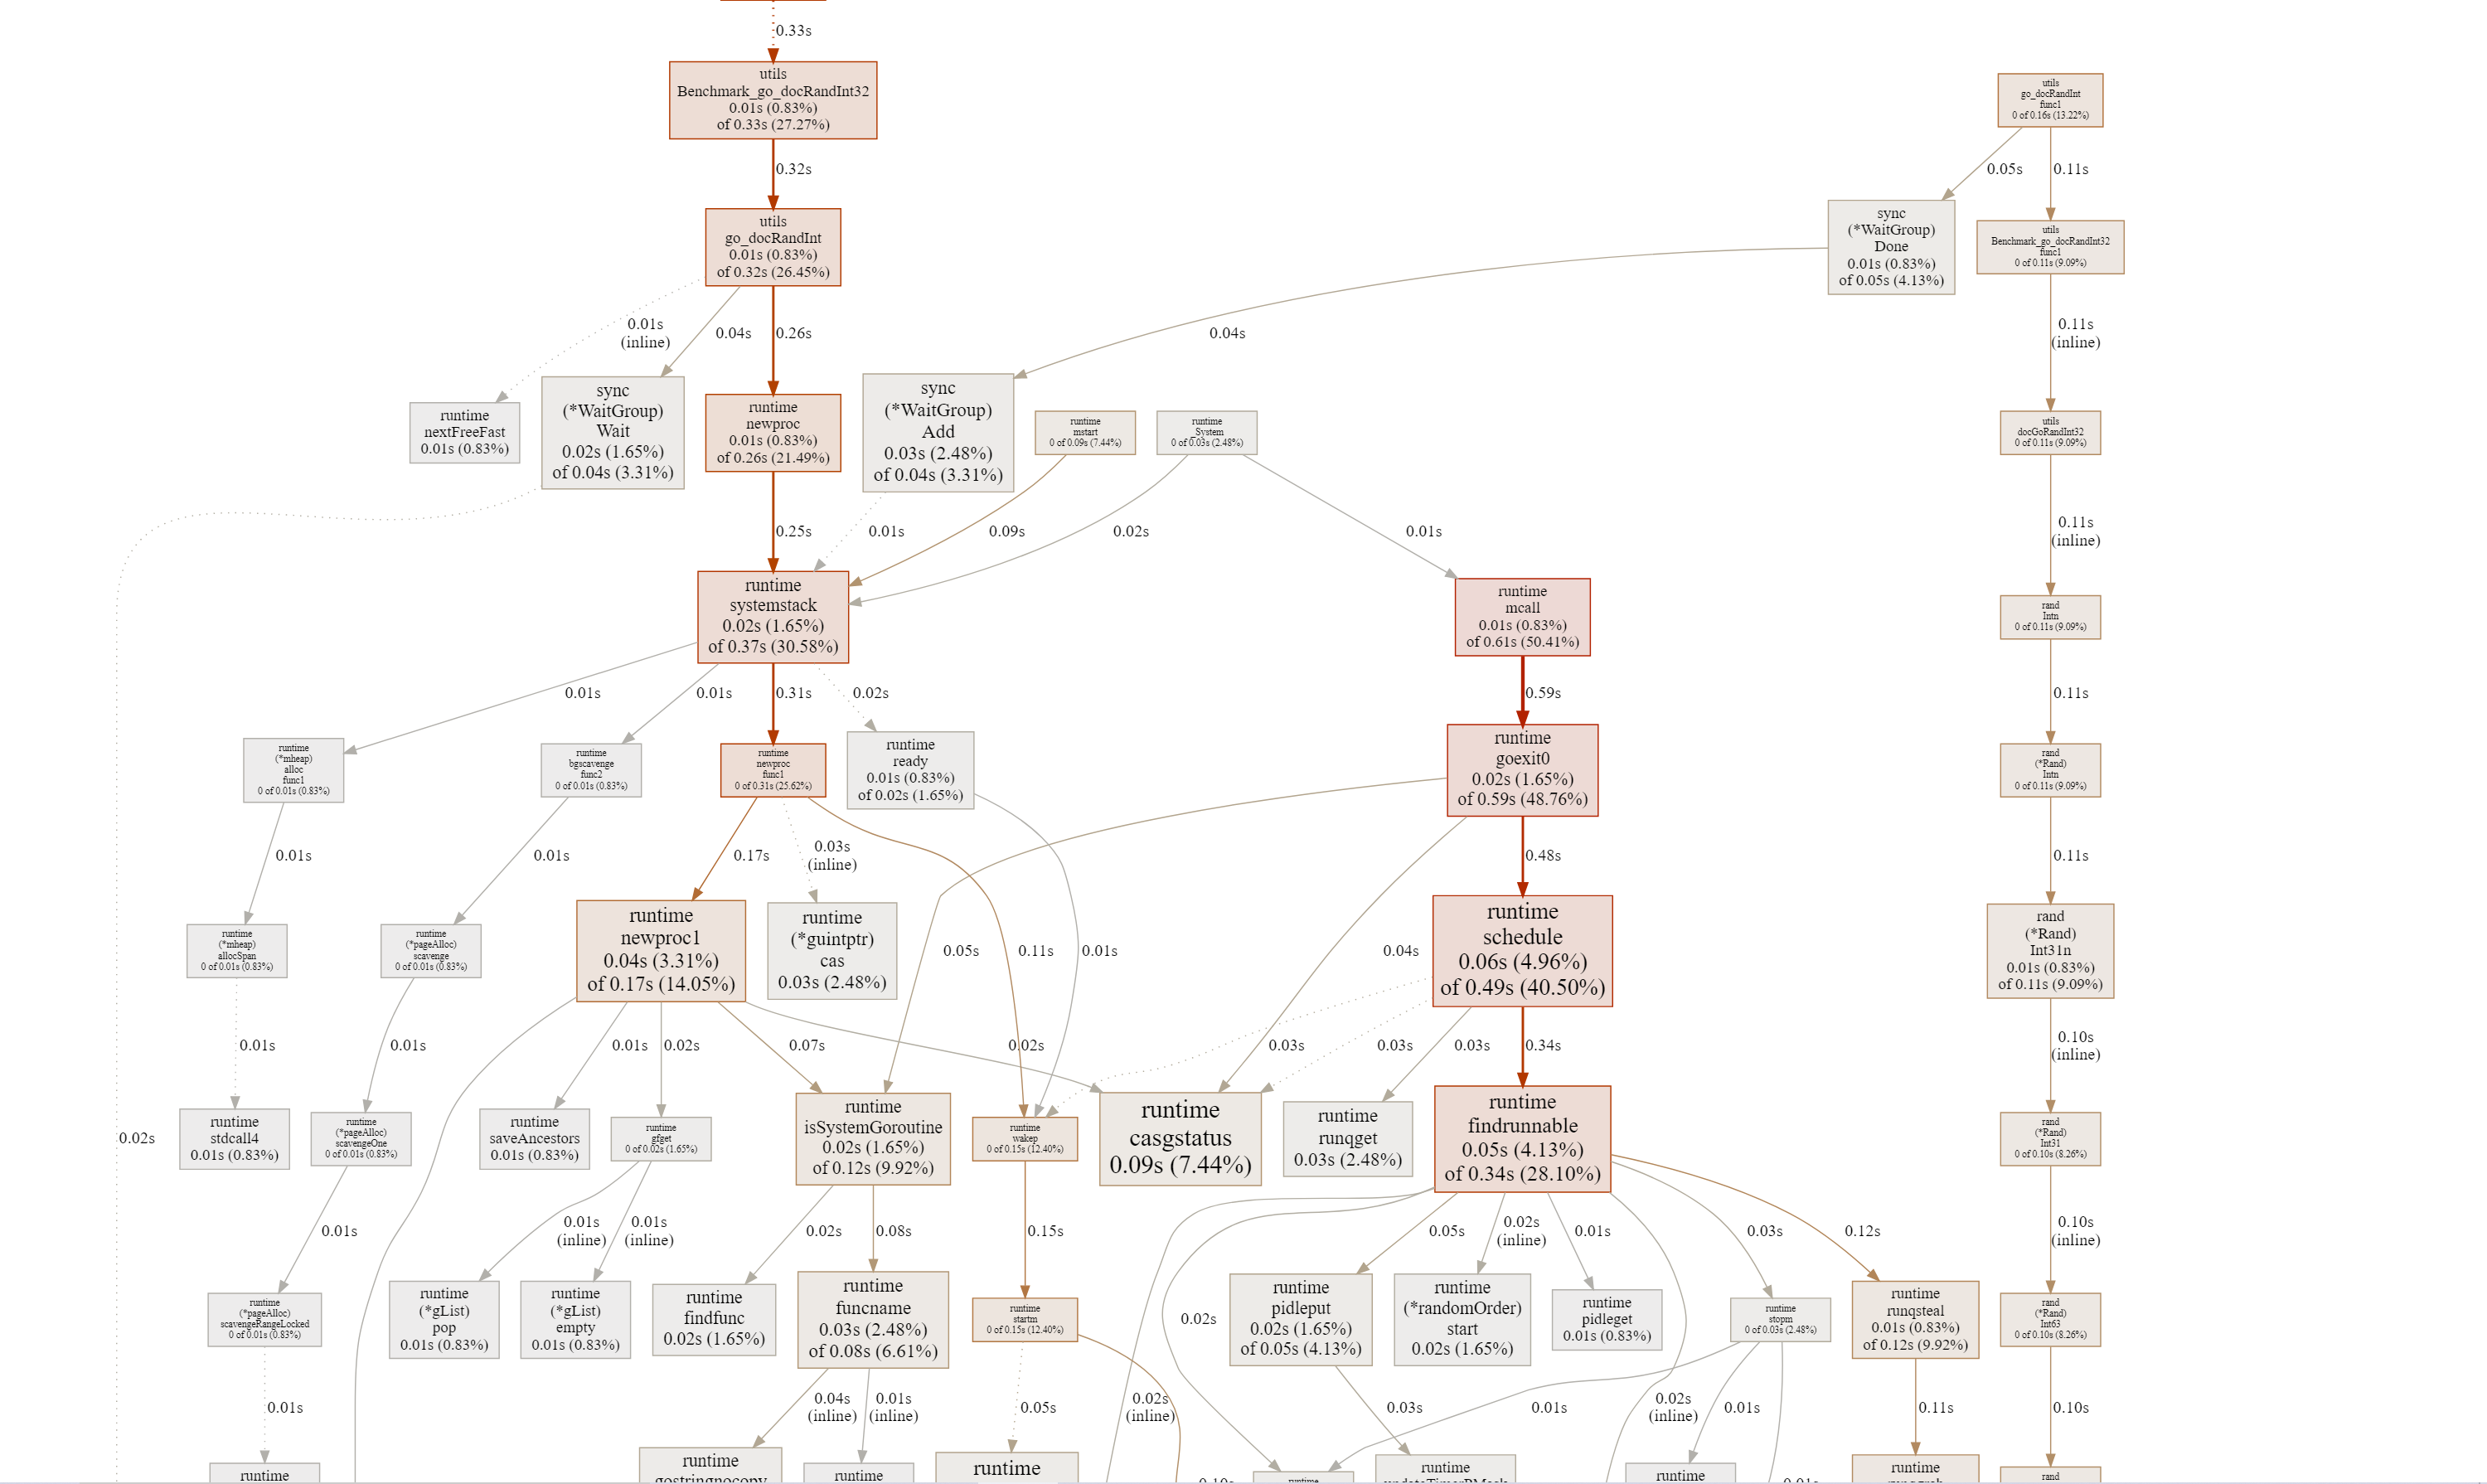 0.33s
utils
Benchmark_go_docRandInt32
0.01s (0.83%)
of 0.33s (27.27%)
utils
go_docRandInt
func1
0 of 0.16s (13.22%)
0.32s
0.05s
0.11s
utils
go_docRandInt
0.01s (0.83%)
of 0.32s (26.45%)
sync
(*WaitGroup)
Done
0.01s (0.83%)
of 0.05s (4.13%)
utils
Benchmark_go_docRandInt32
func1
0 of 0.11s (9.09%)
0.01s
(inline)
0.04s
0.26s
0.04s
0.11s
(inline)
runtime
nextFreeFast
0.01s (0.83%)
sync
(*WaitGroup)
Wait
0.02s (1.65%)
of 0.04s (3.31%)
runtime
newproc
0.01s (0.83%)
of 0.26s (21.49%)
sync
(*WaitGroup)
Add
0.03s (2.48%)
of 0.04s (3.31%)
runtime
mstart
0 of 0.09s (7.44%)
runtime
_System
0 of 0.03s (2.48%)
utils
docGoRandInt32
0 of 0.11s (9.09%)
0.25s
0.01s
0.09s
0.02s
0.01s
0.11s
(inline)
runtime
systemstack
0.02s (1.65%)
of 0.37s (30.58%)
runtime
mcall
0.01s (0.83%)
of 0.61s (50.41%)
rand
Intn
0 of 0.11s (9.09%)
0.01s
0.01s
0.31s
0.02s
0.59s
0.11s
runtime
(*mheap)
alloc
func1
0 of 0.01s (0.83%)
runtime
bgscavenge
func2
0 of 0.01s (0.83%)
runtime
newproc
func1
0 of 0.31s (25.62%)
runtime
ready
0.01s (0.83%)
of 0.02s (1.65%)
runtime
goexit0
0.02s (1.65%)
of 0.59s (48.76%)
rand
(*Rand)
Intn
0 of 0.11s (9.09%)
0.01s
0.01s
0.17s
0.03s
(inline)
0.48s
0.11s
runtime
(*mheap)
allocSpan
0 of 0.01s (0.83%)
runtime
(*pageAlloc)
scavenge
0 of 0.01s (0.83%)
runtime
newproc1
0.04s (3.31%)
of 0.17s (14.05%)
runtime
(*guintptr)
cas
0.03s (2.48%)
0.05s
0.11s
0.01s
0.04s
runtime
schedule
0.06s (4.96%)
of 0.49s (40.50%)
rand
(*Rand)
Int31n
0.01s (0.83%)
of 0.11s (9.09%)
0.01s
0.01s
0.01s
0.02s
0.07s
0.02s
0.03s
0.03s
0.03s
0.34s
0.10s
(inline)
0.02s
runtime
stdcall4
0.01s (0.83%)
runtime
(*pageAlloc)
scavengeOne
0 of 0.01s (0.83%)
runtime
saveAncestors
0.01s (0.83%)
runtime
gfget
0 of 0.02s (1.65%)
runtime
isSystemGoroutine
0.02s (1.65%)
of 0.12s (9.92%)
runtime
wakep
0 of 0.15s (12.40%)
runtime
casgstatus
0.09s (7.44%)
runtime
runqget
0.03s (2.48%)
runtime
findrunnable
0.05s (4.13%)
of 0.34s (28.10%)
rand
(*Rand)
Int31
0 of 0.10s (8.26%)
0.01s
0.01s
(inline)
0.01s
(inline)
0.02s
0.08s
0.15s
0.05s
0.02s
(inline)
0.01s
0.03s
0.12s
0.10s
(inline)
runtime
(*pageAlloc)
scavengeRangeLocked
0 of 0.01s (0.83%)
runtime
(*gList)
pop
0.01s (0.83%)
runtime
(*gList)
empty
0.01s (0.83%)
runtime
findfunc
0.02s (1.65%)
runtime
funcname
0.03s (2.48%)
of 0.08s (6.61%)
runtime
startm
0 of 0.15s (12.40%)
0.02s
runtime
pidleput
0.02s (1.65%)
of 0.05s (4.13%)
runtime
(*randomOrder)
start
0.02s (1.65%)
runtime
pidleget
0.01s (0.83%)
runtime
stopm
0 of 0.03s (2.48%)
runtime
runqsteal
0.01s (0.83%)
of 0.12s (9.92%)
rand
(*Rand)
Int63
0 of 0.10s (8.26%)
0.01s
0.04s
(inline)
0.01s
(inline)
0.05s
0.02s
(inline)
0.03s
0.01s
0.02s
(inline)
0.01s
0.11s
0.10s
runtime
runtime
gostringnocopy
runtime
runtime
runtime
runtime
runtime
rand